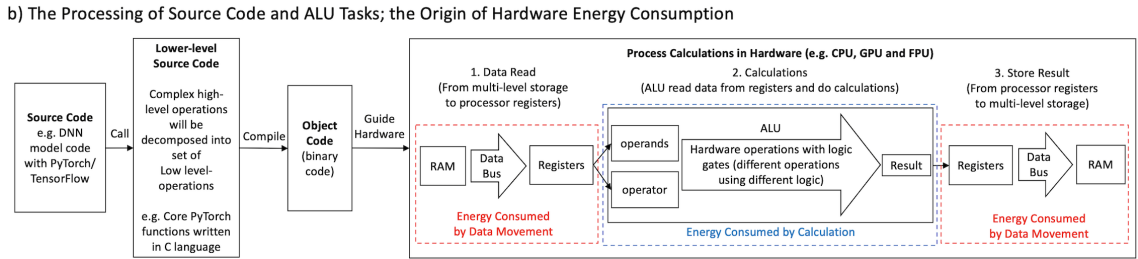 b) The Processing of Source Code and ALU Tasks; the Origin of Hardware Energy Consumption
Source Code
e.g. DNN
model code
with PyTorch/
TensorFlow
Call
Lower-level
Source Code
Complex high-
level operations
will be
decomposed into
set of
Low level-
operations
e.g. Core PyTorch
functions written
in C language
Compile
Object
Code
(binary
code)
Guide
Hardware
Process Calculations in Hardware (e.g. CPU, GPU and FPU)
1. Data Read
(From multi-level storage
to processor registers)
RAM
Data
Bus
Registers
Energy Consumed
by Data Movement
2. Calculations
(ALU read data from registers and do calculations)
operands
operator
ALU
Hardware operations with logic
gates (different operations
using different logic)
Result
Energy Consumed by Calculation
3. Store Result
(From processor registers
to multi-level storage)
Registers
Data
Bus
RAM
Energy Consumed
by Data Movement